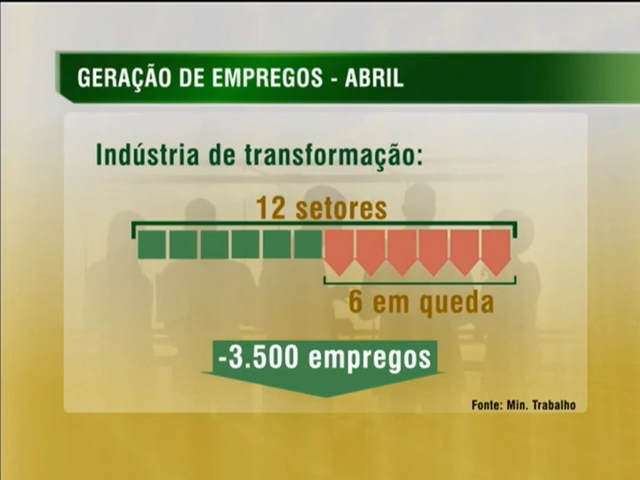 GERAÇÃO DE EMPREGOS - ABRIL
Indústria de transformação:
12 setores
6 em queda
-3.500 empregos
Fonte: Min. Trabalho